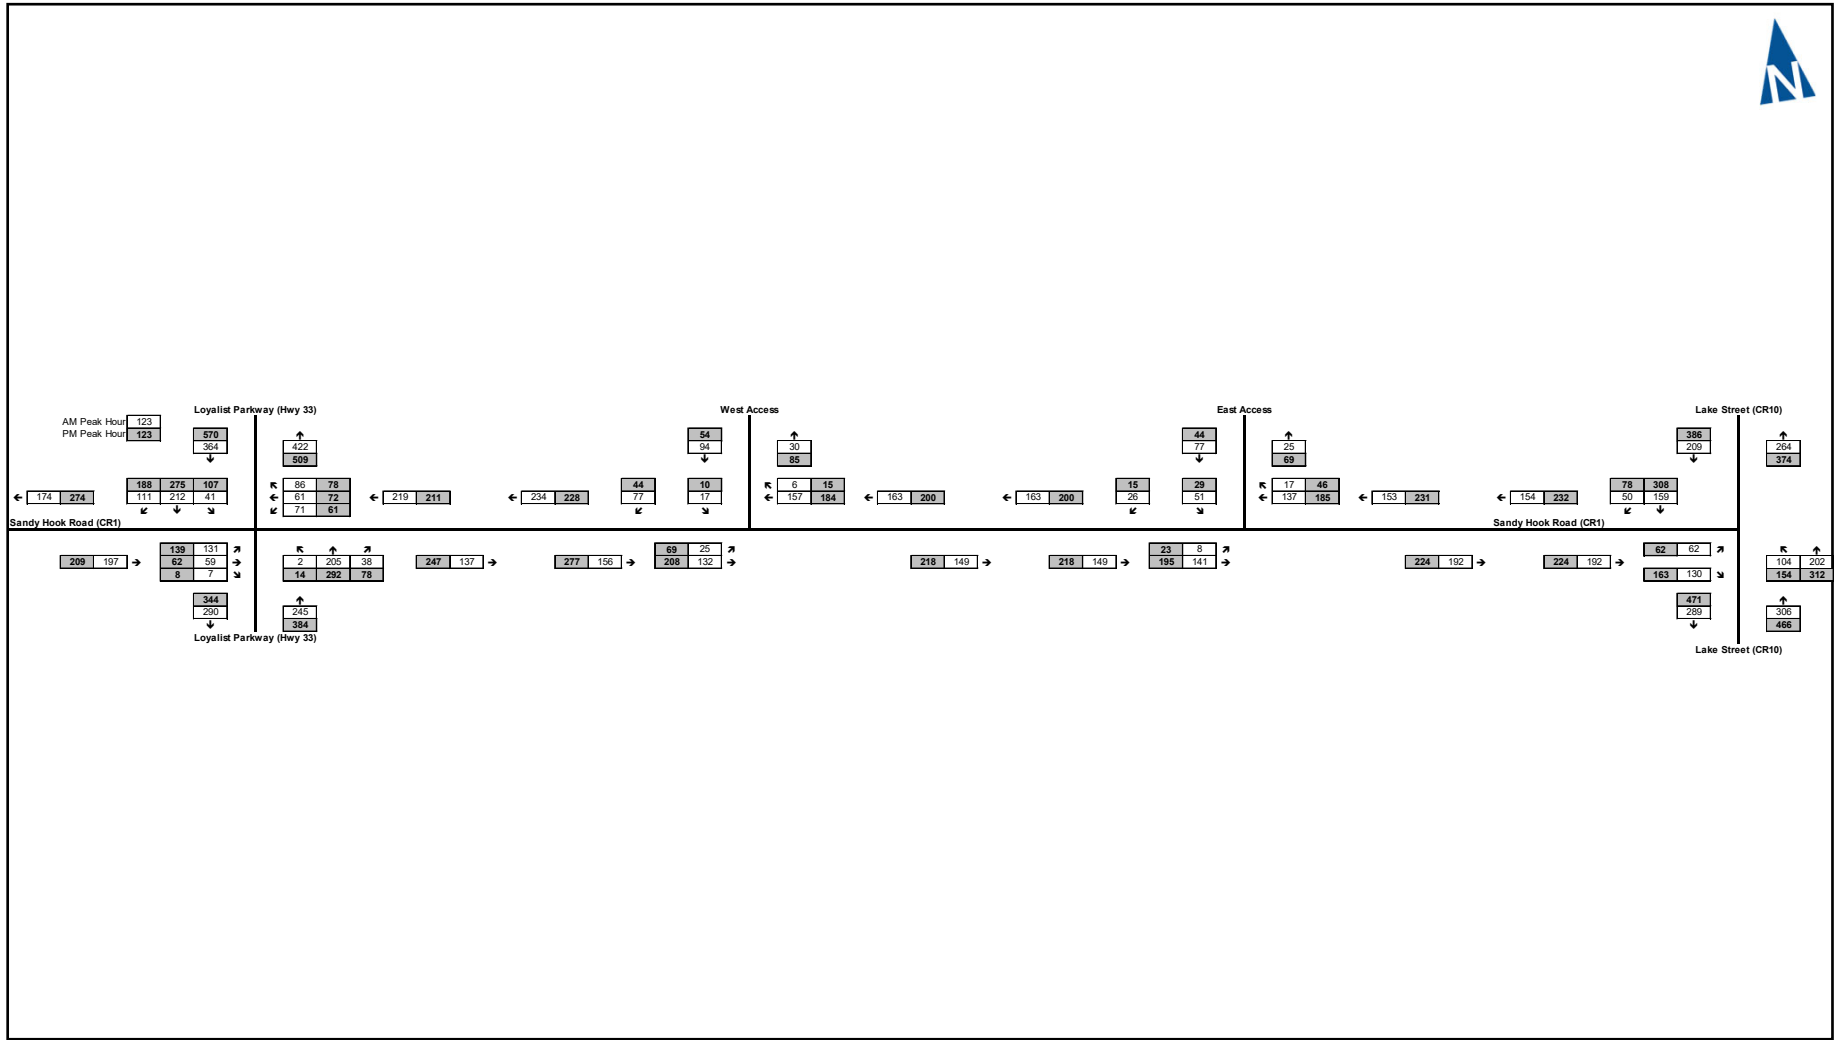 N
Loyalist Parkway (Hwy 33) West Access East Access Lake Street (CR10)
AM Peak Hour 123
PM Peak Hour 123 570 ↑ 54 ↑ 44 ↑ 386 ↑
364 422 94 30 77 25 209 264
↓ 509 ↓ 85 ↓ 69 ↓ 374
188 275 107 ↖ 86 78 44 10 ↖ 6 15 15 29 ↖ 17 46 78 308
← 174 274 111 212 41 ← 61 72 ← 219 211 ← 234 228 77 17 ← 157 184 ← 163 200 ← 163 200 26 51 ← 137 185 ← 153 231 ← 154 232 50 159
↙ ↓ ↘ ↙ 71 61 ↙ ↘ ↙ ↘ ↙ ↓
Sandy Hook Road (CR1) Sandy Hook Road (CR1)
139 131 ↗ ↖ ↑ ↗ 69 25 ↗ 23 8 ↗ 62 62 ↗ ↖ ↑
209 197 → 62 59 → 2 205 38 247 137 → 277 156 → 208 132 → 218 149 → 218 149 → 195 141 → 224 192 → 224 192 → 104 202
8 7 ↘ 14 292 78 163 130 ↘ 154 312
344 ↑ 471 ↑
290 245 289 306
↓ 384 ↓ 466
Loyalist Parkway (Hwy 33)
Lake Street (CR10)